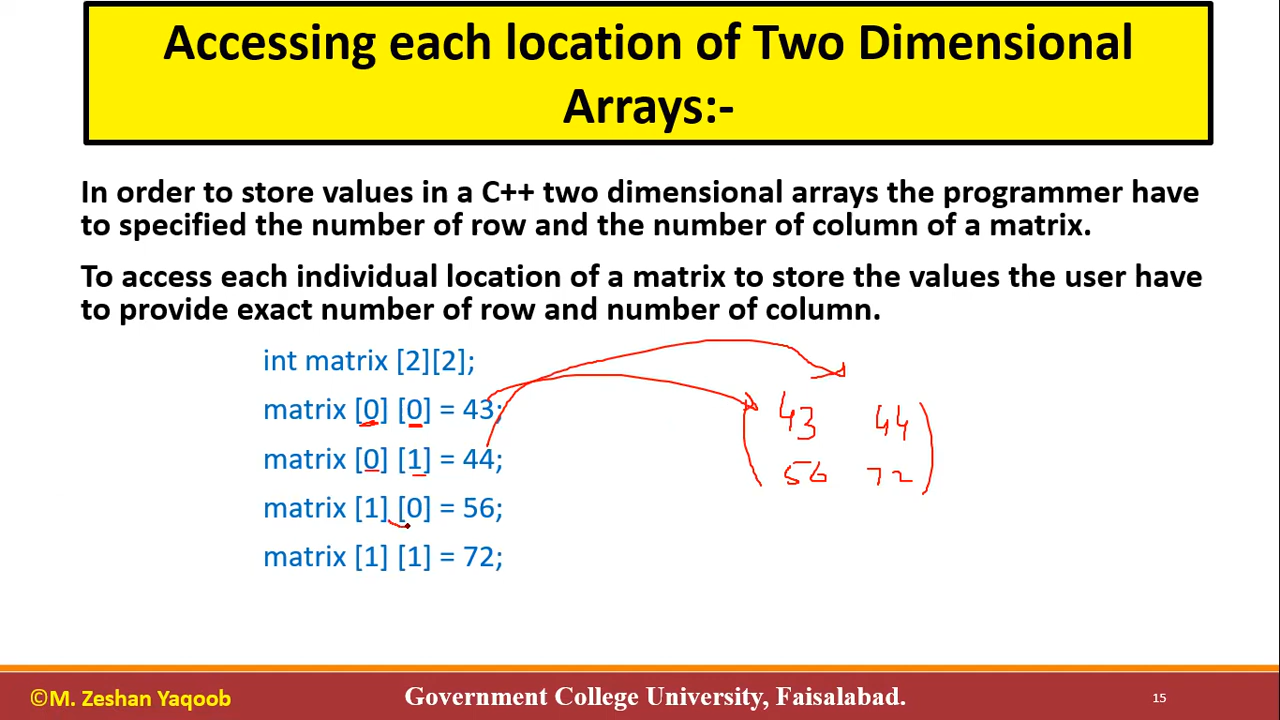 Accessing each location of Two Dimensional
Arrays:-
In order to store values in a C++ two dimensional arrays the programmer have
to specified the number of row and the number of column of a matrix.
To access each individual location of a matrix to store the values the user have
to provide exact number of row and number of column.
int matrix [2][2];
matrix [0] [0] = 43;
matrix [0] [1] = 44;
matrix [1] [0] = 56;
matrix [1] [1] = 72;
43 44
56 72
©M. Zeshan Yaqoob
Government College University, Faisalabad.
15